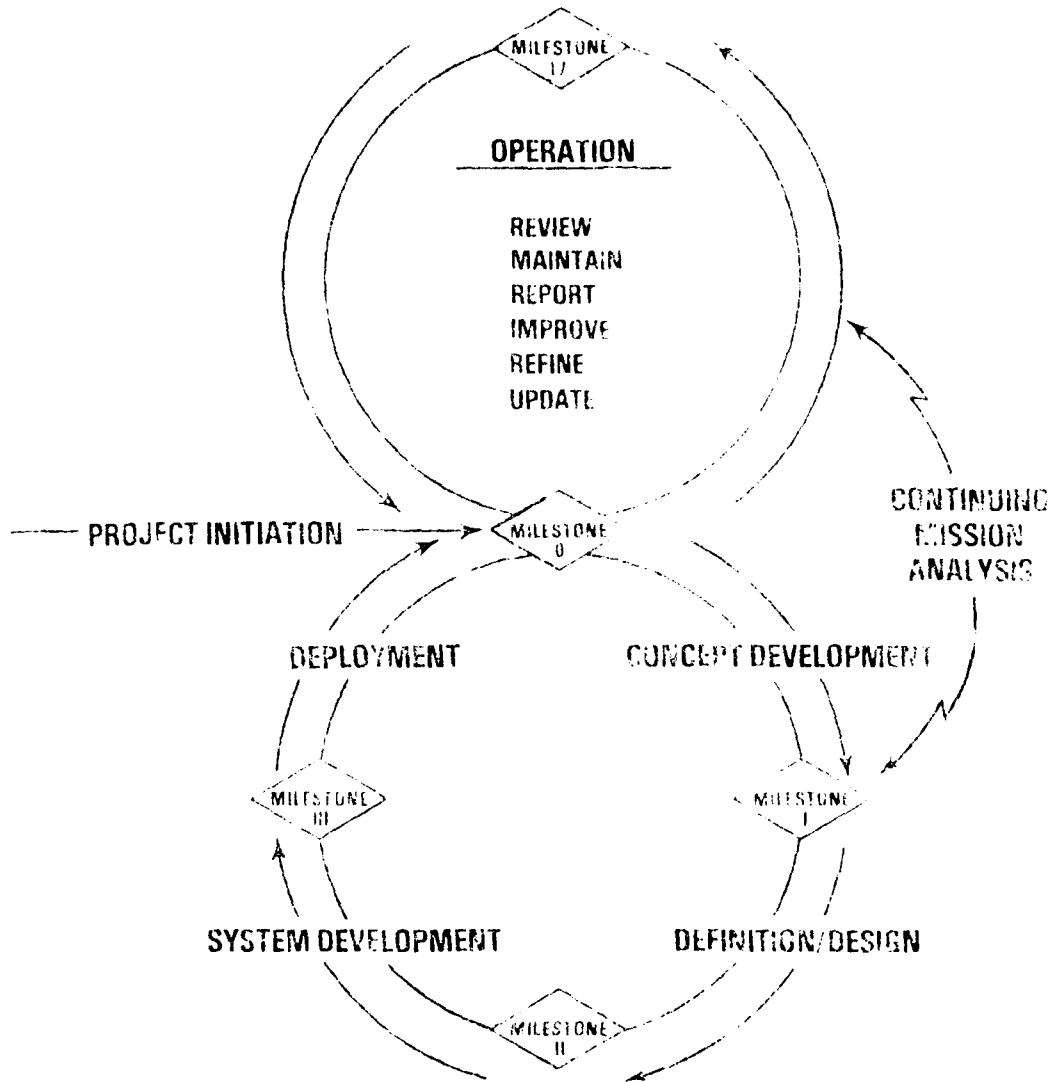 MILESTONE
IV
OPERATION
REVIEW
MAINTAIN
REPORT
IMPROVE
REFINE
UPDATE
PROJECT INITIATION
MILESTONE
0
CONTINUING
MISSION
ANALYSIS
DEPLOYMENT
CONCEPT DEVELOPMENT
MILESTONE
III
MILESTONE
I
SYSTEM DEVELOPMENT
DEFINITION/DESIGN
MILESTONE
II